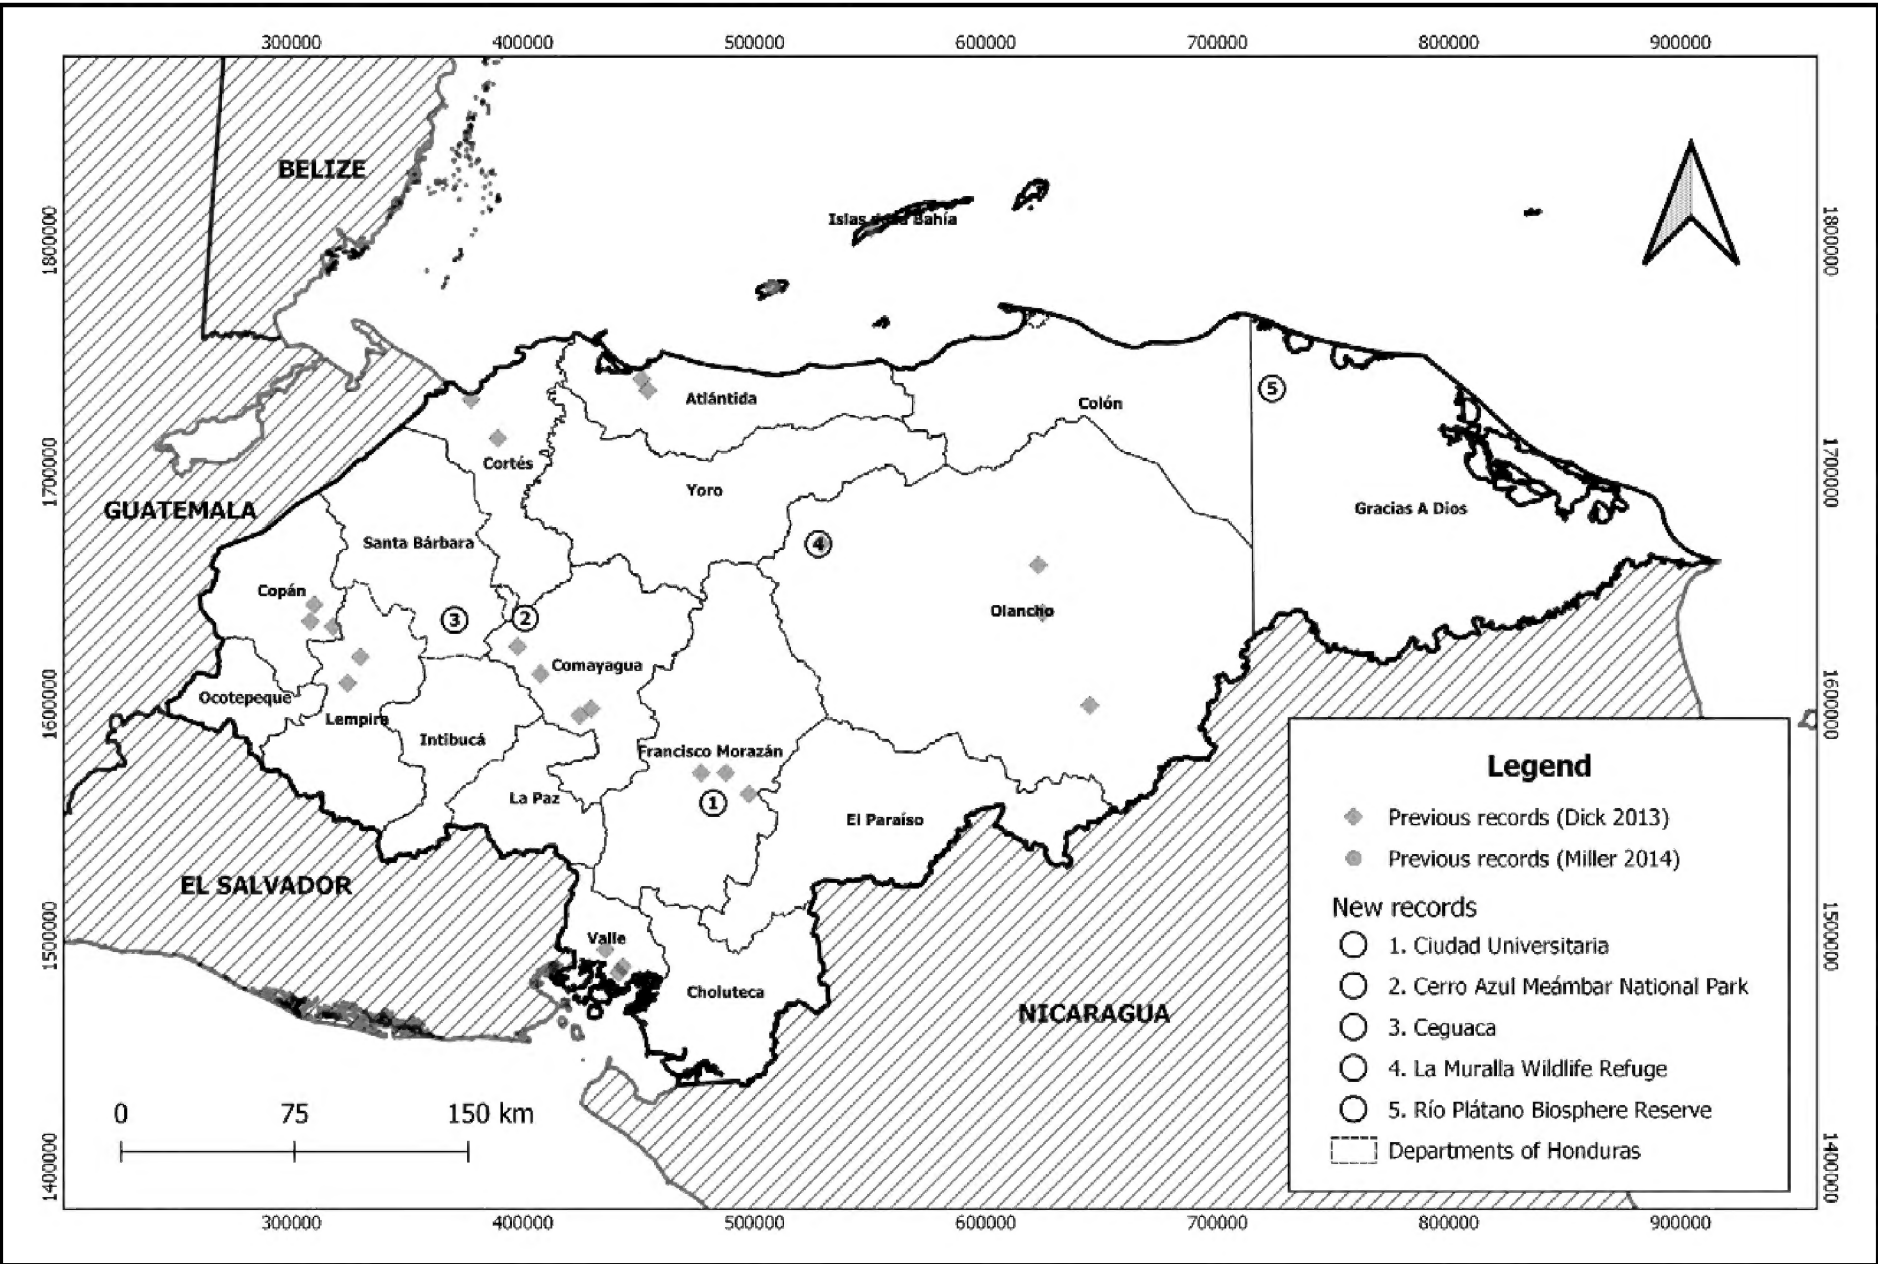 300000 400000 500000 600000 700000 800000 900000
BELIZE
1800000
1800000
Islas de la Bahía
Atlántida
Colón
5
Cortés
1700000
1700000
Yoro
GUATEMALA
Gracias A Dios
Santa Bárbara
4
Copán
3
2
Olancho
Comayagua
Ocotepeque
1600000
1600000
Lempira
Intibucá
Francisco Morazán
La Paz
1
El Paraíso
EL SALVADOR
Valle
1500000
1500000
Choluteca
NICARAGUA
Legend
Previous records (Dick 2013)
Previous records (Miller 2014)
New records
1. Ciudad Universitaria
2. Cerro Azul Meámbar National Park
3. Ceguaca
4. La Muralla Wildlife Refuge
5. Río Plátano Biosphere Reserve
Departments of Honduras
0 75 150 km
1400000
1400000
300000 400000 500000 600000 700000 800000 900000